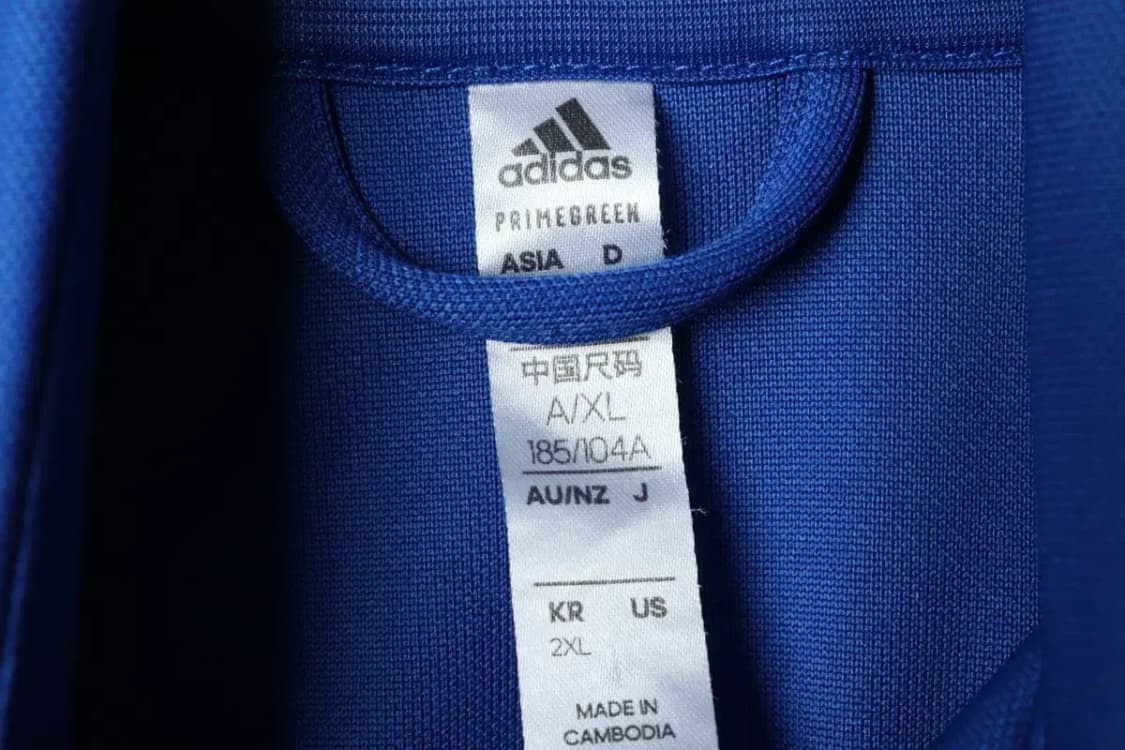 adidas
PRIMEGREEN
ASIA D
中国尺码
A/XL
185/104A
AU/NZ J
KR US
2XL
MADE IN
CAMBODIA